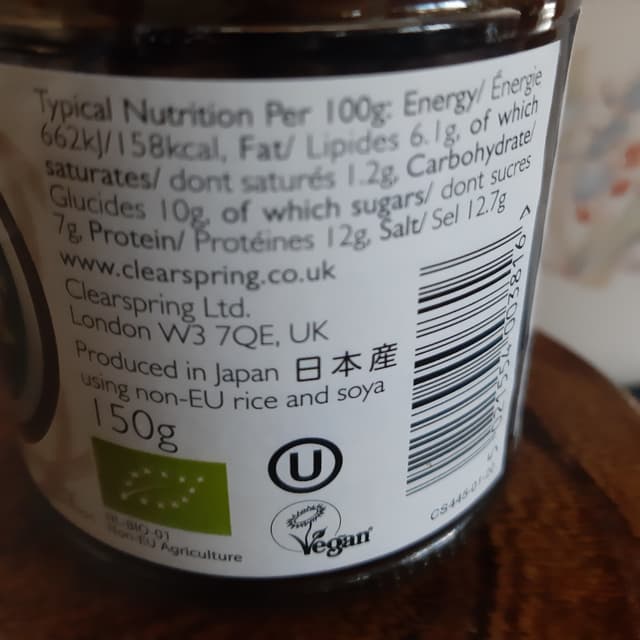 Typical Nutrition Per 100g: Energy/ Énergie
662kJ/158kcal, Fat/ Lipides 6.1g, of which
saturates/ dont saturés 1.2g, Carbohydrate/
Glucides 10g, of which sugars/ dont sucres
7g, Protein/ Protéines 12g, Salt/ Sel 12.7g
www.clearspring.co.uk
Clearspring Ltd.
London W3 7QE, UK
Produced in Japan 日本産
using non-EU rice and soya
150g
U
Vegan
Non-EU Agriculture